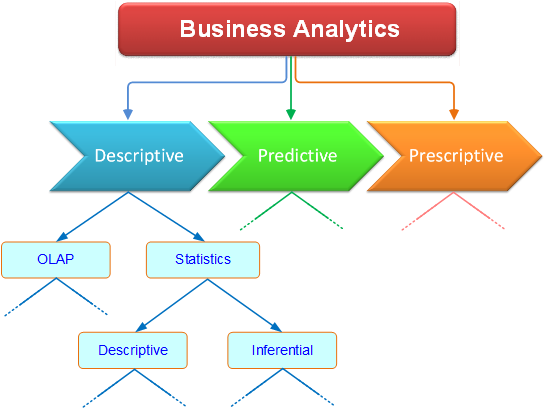 Business Analytics
Descriptive
Predictive
Prescriptive
OLAP
Statistics
Descriptive
Inferential